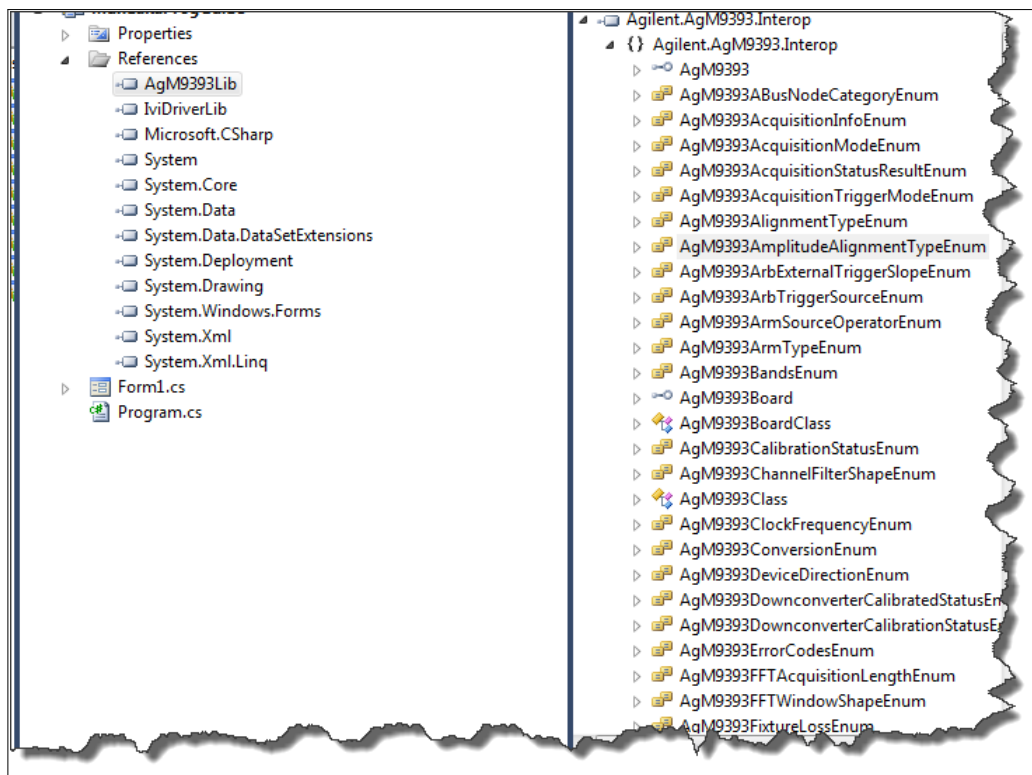 Properties
References
AgM9393Lib
IviDriverLib
Microsoft.CSharp
System
System.Core
System.Data
System.Data.DataSetExtensions
System.Deployment
System.Drawing
System.Windows.Forms
System.Xml
System.Xml.Linq
Form1.cs
Program.cs
Agilent.AgM9393.Interop
{} Agilent.AgM9393.Interop
AgM9393
AgM9393ABusNodeCategoryEnum
AgM9393AcquisitionInfoEnum
AgM9393AcquisitionModeEnum
AgM9393AcquisitionStatusResultEnum
AgM9393AcquisitionTriggerModeEnum
AgM9393AlignmentTypeEnum
AgM9393AmplitudeAlignmentTypeEnum
AgM9393ArbExternalTriggerSlopeEnum
AgM9393ArbTriggerSourceEnum
AgM9393ArmSourceOperatorEnum
AgM9393ArmTypeEnum
AgM9393BandsEnum
AgM9393Board
AgM9393BoardClass
AgM9393CalibrationStatusEnum
AgM9393ChannelFilterShapeEnum
AgM9393Class
AgM9393ClockFrequencyEnum
AgM9393ConversionEnum
AgM9393DeviceDirectionEnum
AgM9393DownconverterCalibratedStatusEn
AgM9393DownconverterCalibrationStatusE
AgM9393ErrorCodesEnum
AgM9393FFTAcquisitionLengthEnum
AgM9393FFTWindowShapeEnum
AgM9393FixtureLossEnum